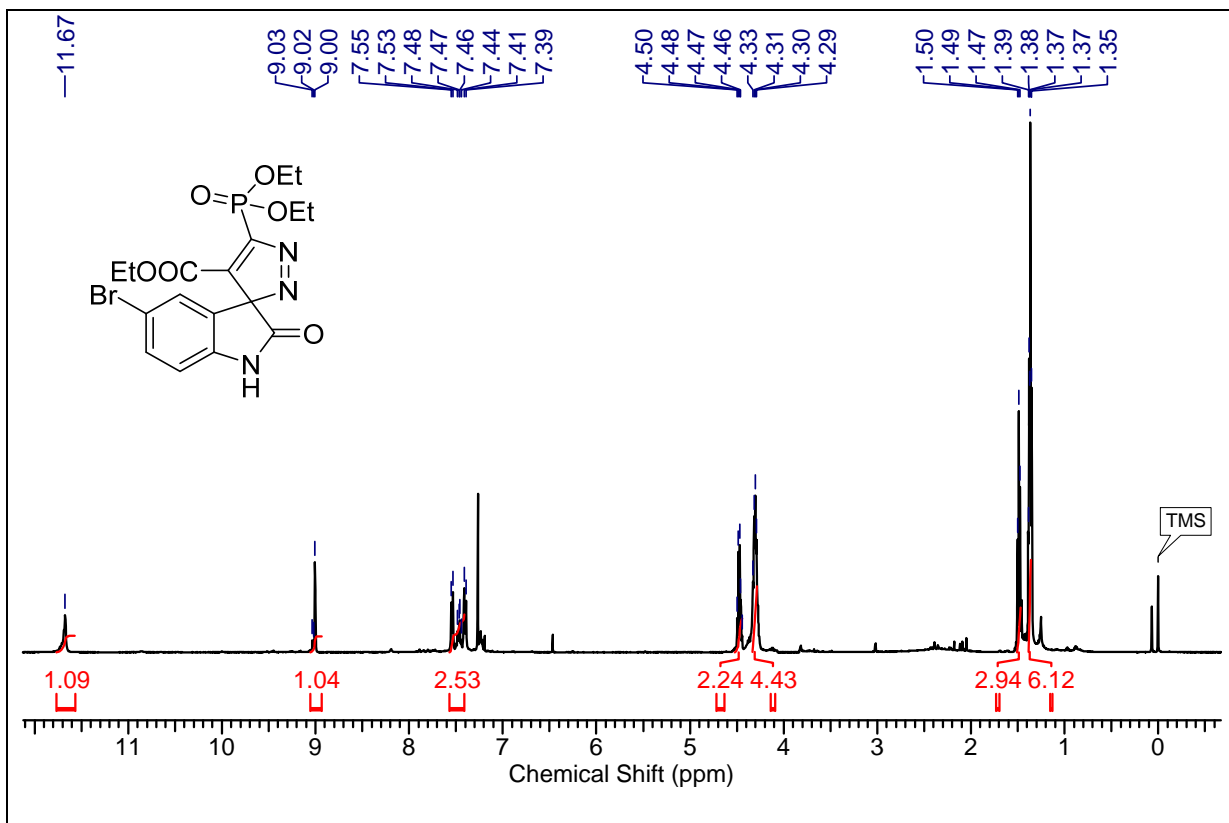 11.67
9.03
9.02
9.00
7.55
7.53
7.48
7.47
7.46
7.44
7.41
7.39
4.50
4.48
4.47
4.46
4.33
4.31
4.30
4.29
1.50
1.49
1.47
1.39
1.38
1.37
1.37
1.35
OEt
O P
OEt
N
EtOOC
N
Br
O
N
H
TMS
1.09 1.04 2.53 2.24 4.43 2.94 6.12
11 10 9 8 7 6 5 4 3 2 1 0
Chemical Shift (ppm)